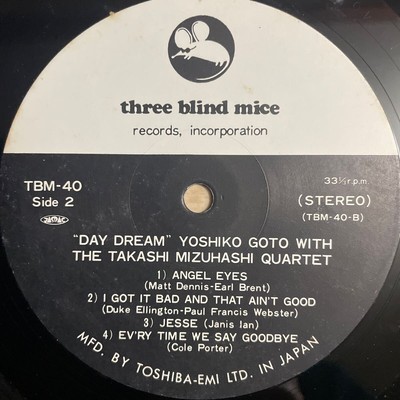 three blind mice
records, incorporation
TBM-40
Side 2
33⅓ r.p.m.
(STEREO)
(TBM-40-B)
"DAY DREAM" YOSHIKO GOTO WITH
THE TAKASHI MIZUHASHI QUARTET
1) ANGEL EYES
(Matt Dennis-Earl Brent)
2) I GOT IT BAD AND THAT AIN'T GOOD
(Duke Ellington-Paul Francis Webster)
3) JESSE (Janis Ian)
4) EV'RY TIME WE SAY GOODBYE
(Cole Porter)
MFD. BY TOSHIBA-EMI LTD. IN JAPAN